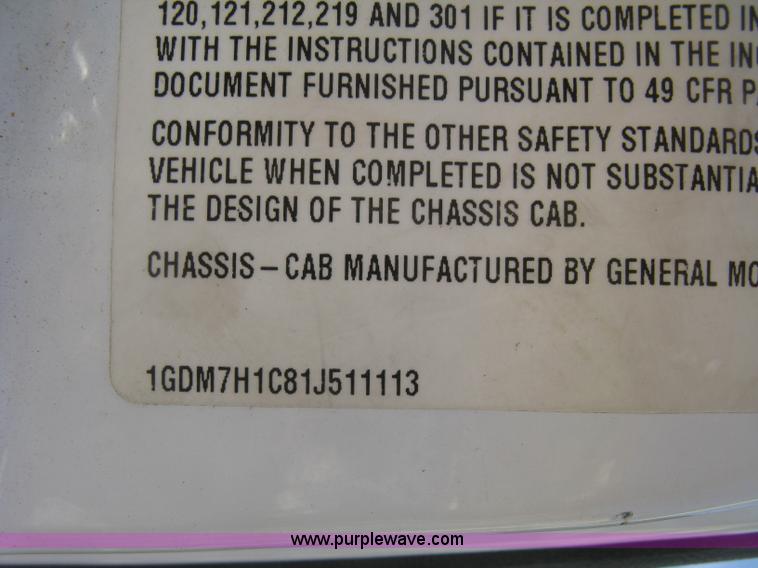 120,121,212,219 AND 301 IF IT IS COMPLETED IN
WITH THE INSTRUCTIONS CONTAINED IN THE
DOCUMENT FURNISHED PURSUANT TO 49 CFR
CONFORMITY TO THE OTHER SAFETY STANDARDS
VEHICLE WHEN COMPLETED IS NOT
THE DESIGN OF THE CHASSIS CAB.
CHASSIS – CAB MANUFACTURED BY GENERAL
1GDM7H1C81J511113
www.purplewave.com